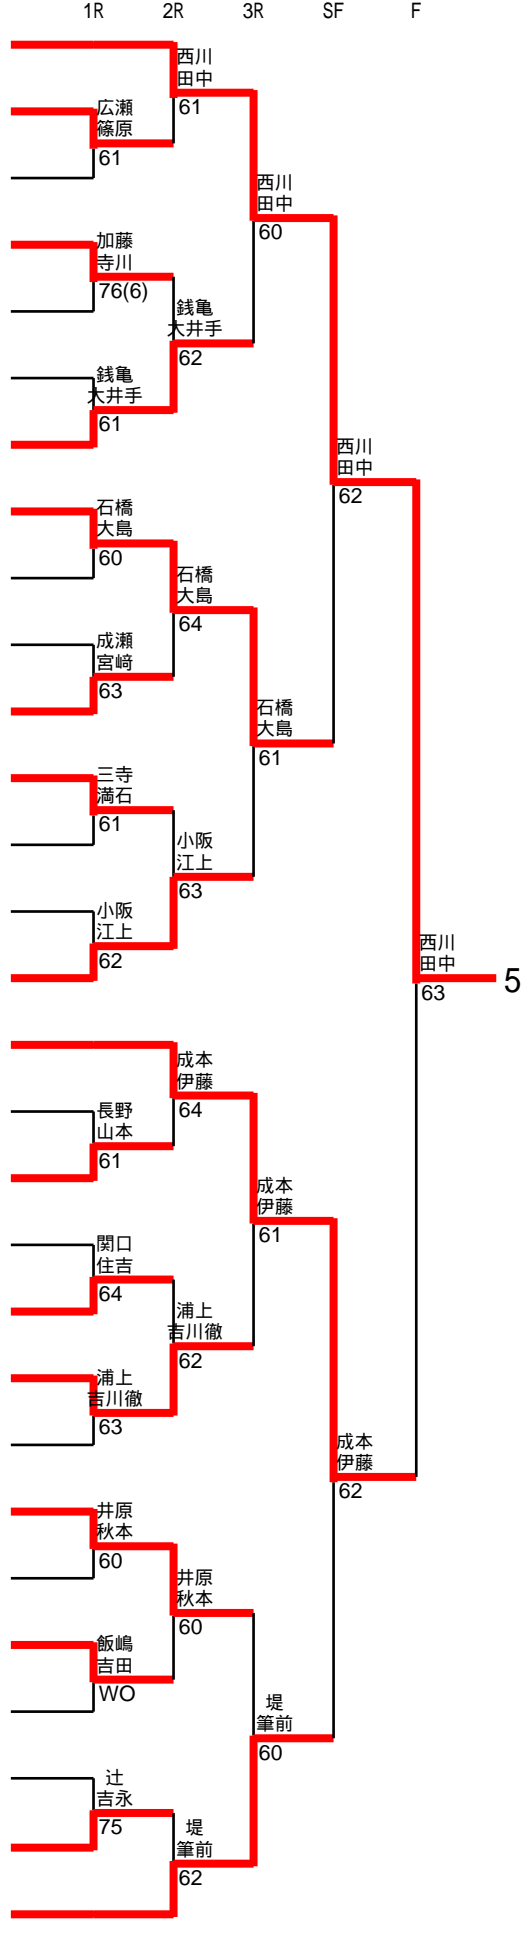 1R 2R 3R SF F
西川
田中
61
広瀬
篠原
61
西川
田中
60
加藤
寺川
76(6)
銭亀
大井手
62
銭亀
大井手
61
西川
田中
62
石橋
大島
60
石橋
大島
64
成瀬
宮﨑
63
石橋
大島
61
三寺
満石
61
小阪
江上
63
小阪
江上
62
西川
田中
63
5
成本
伊藤
64
長野
山本
61
成本
伊藤
61
関口
住吉
64
浦上
吉川徹
62
浦上
吉川徹
63
成本
伊藤
62
井原
秋本
60
井原
秋本
60
飯嶋
吉田
WO
堤
筆前
60
辻
吉永
75
堤
筆前
62